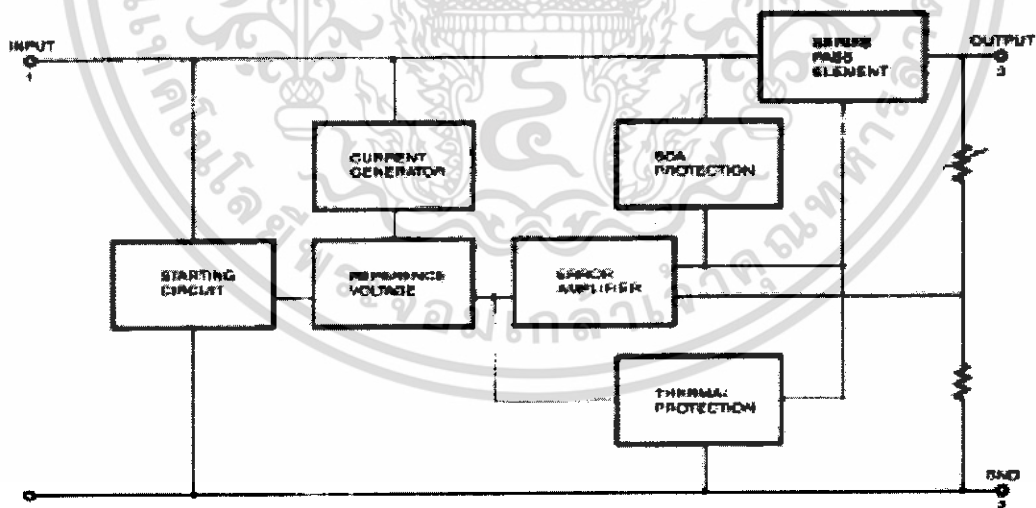 INPUT
1
SERIES
PASS
ELEMENT
OUTPUT
CURRENT
GENERATOR
SOA
PROTECTION
STARTING
CIRCUIT
REFERENCE
VOLTAGE
ERROR
AMPLIFIER
THERMAL
PROTECTION
GND